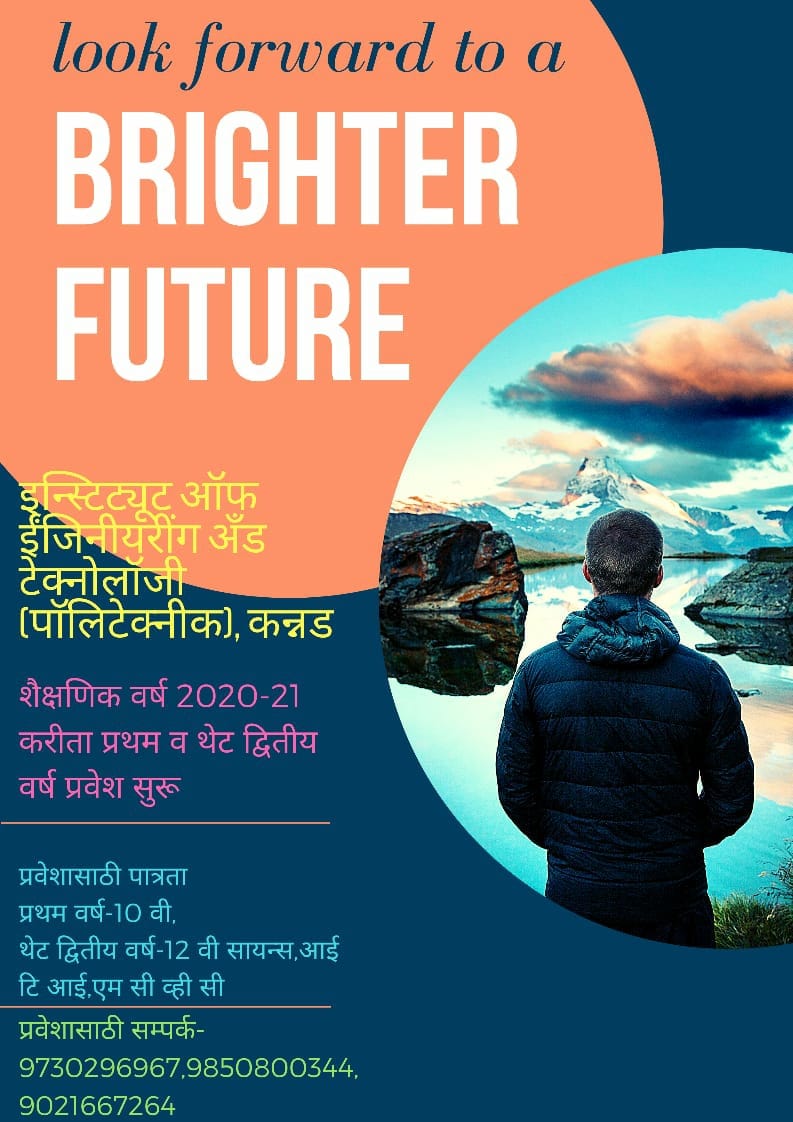 look forward to a
BRIGHTER
FUTURE
इन्स्टिट्यूट ऑफ
ईंजिनीयरींग अँड
टेक्नोलॉजी
(पॉलिटेक्नीक), कन्नड
शैक्षणिक वर्ष 2020-21
करीता प्रथम व थेट द्वितीय
वर्ष प्रवेश सुरू
प्रवेशासाठी पात्रता
प्रथम वर्ष-10 वी,
थेट द्वितीय वर्ष-12 वी सायन्स,आई
टि आई,एम सी व्ही सी
प्रवेशासाठी सम्पर्क-
9730296967,9850800344,
9021667264